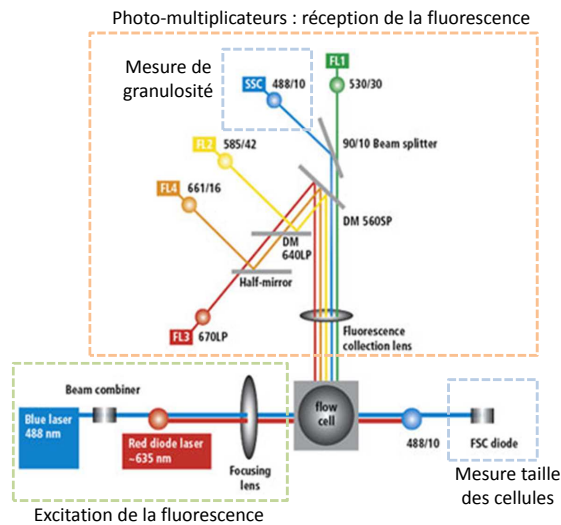 Photo-multiplicateurs : réception de la fluorescence
Mesure de
granulosité
SSC
488/10
FL1
530/30
FL2
585/42
90/10 Beam splitter
FL4
661/16
DM 560SP
DM
640LP
Half-mirror
FL3
670LP
Fluorescence
collection lens
Beam combiner
Blue laser
488 nm
Red diode laser
~635 nm
Focusing
lens
flow
cell
488/10
FSC diode
Mesure taille
des cellules
Excitation de la fluorescence